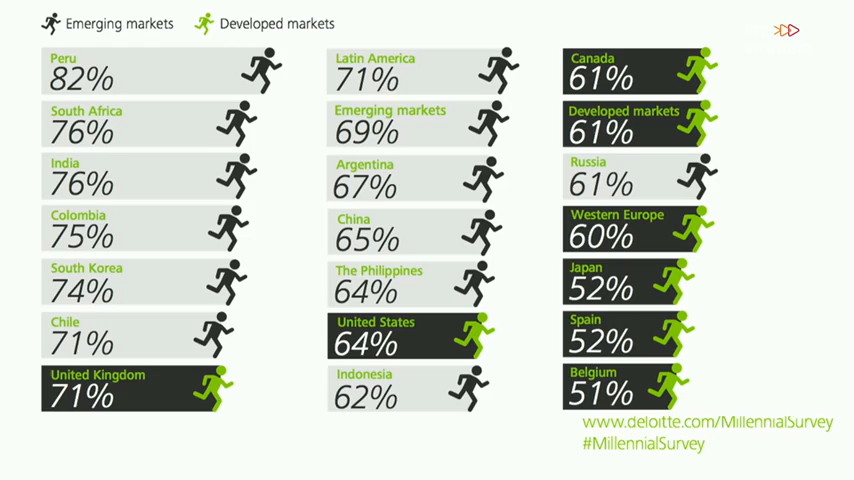 Emerging markets
Developed markets
Peru
82%
South Africa
76%
India
76%
Colombia
75%
South Korea
74%
Chile
71%
United Kingdom
71%
Latin America
71%
Emerging markets
69%
Argentina
67%
China
65%
The Philippines
64%
United States
64%
Indonesia
62%
Canada
61%
Developed markets
61%
Russia
61%
Western Europe
60%
Japan
52%
Spain
52%
Belgium
51%
www.deloitte.com/MillennialSurvey
#MillennialSurvey